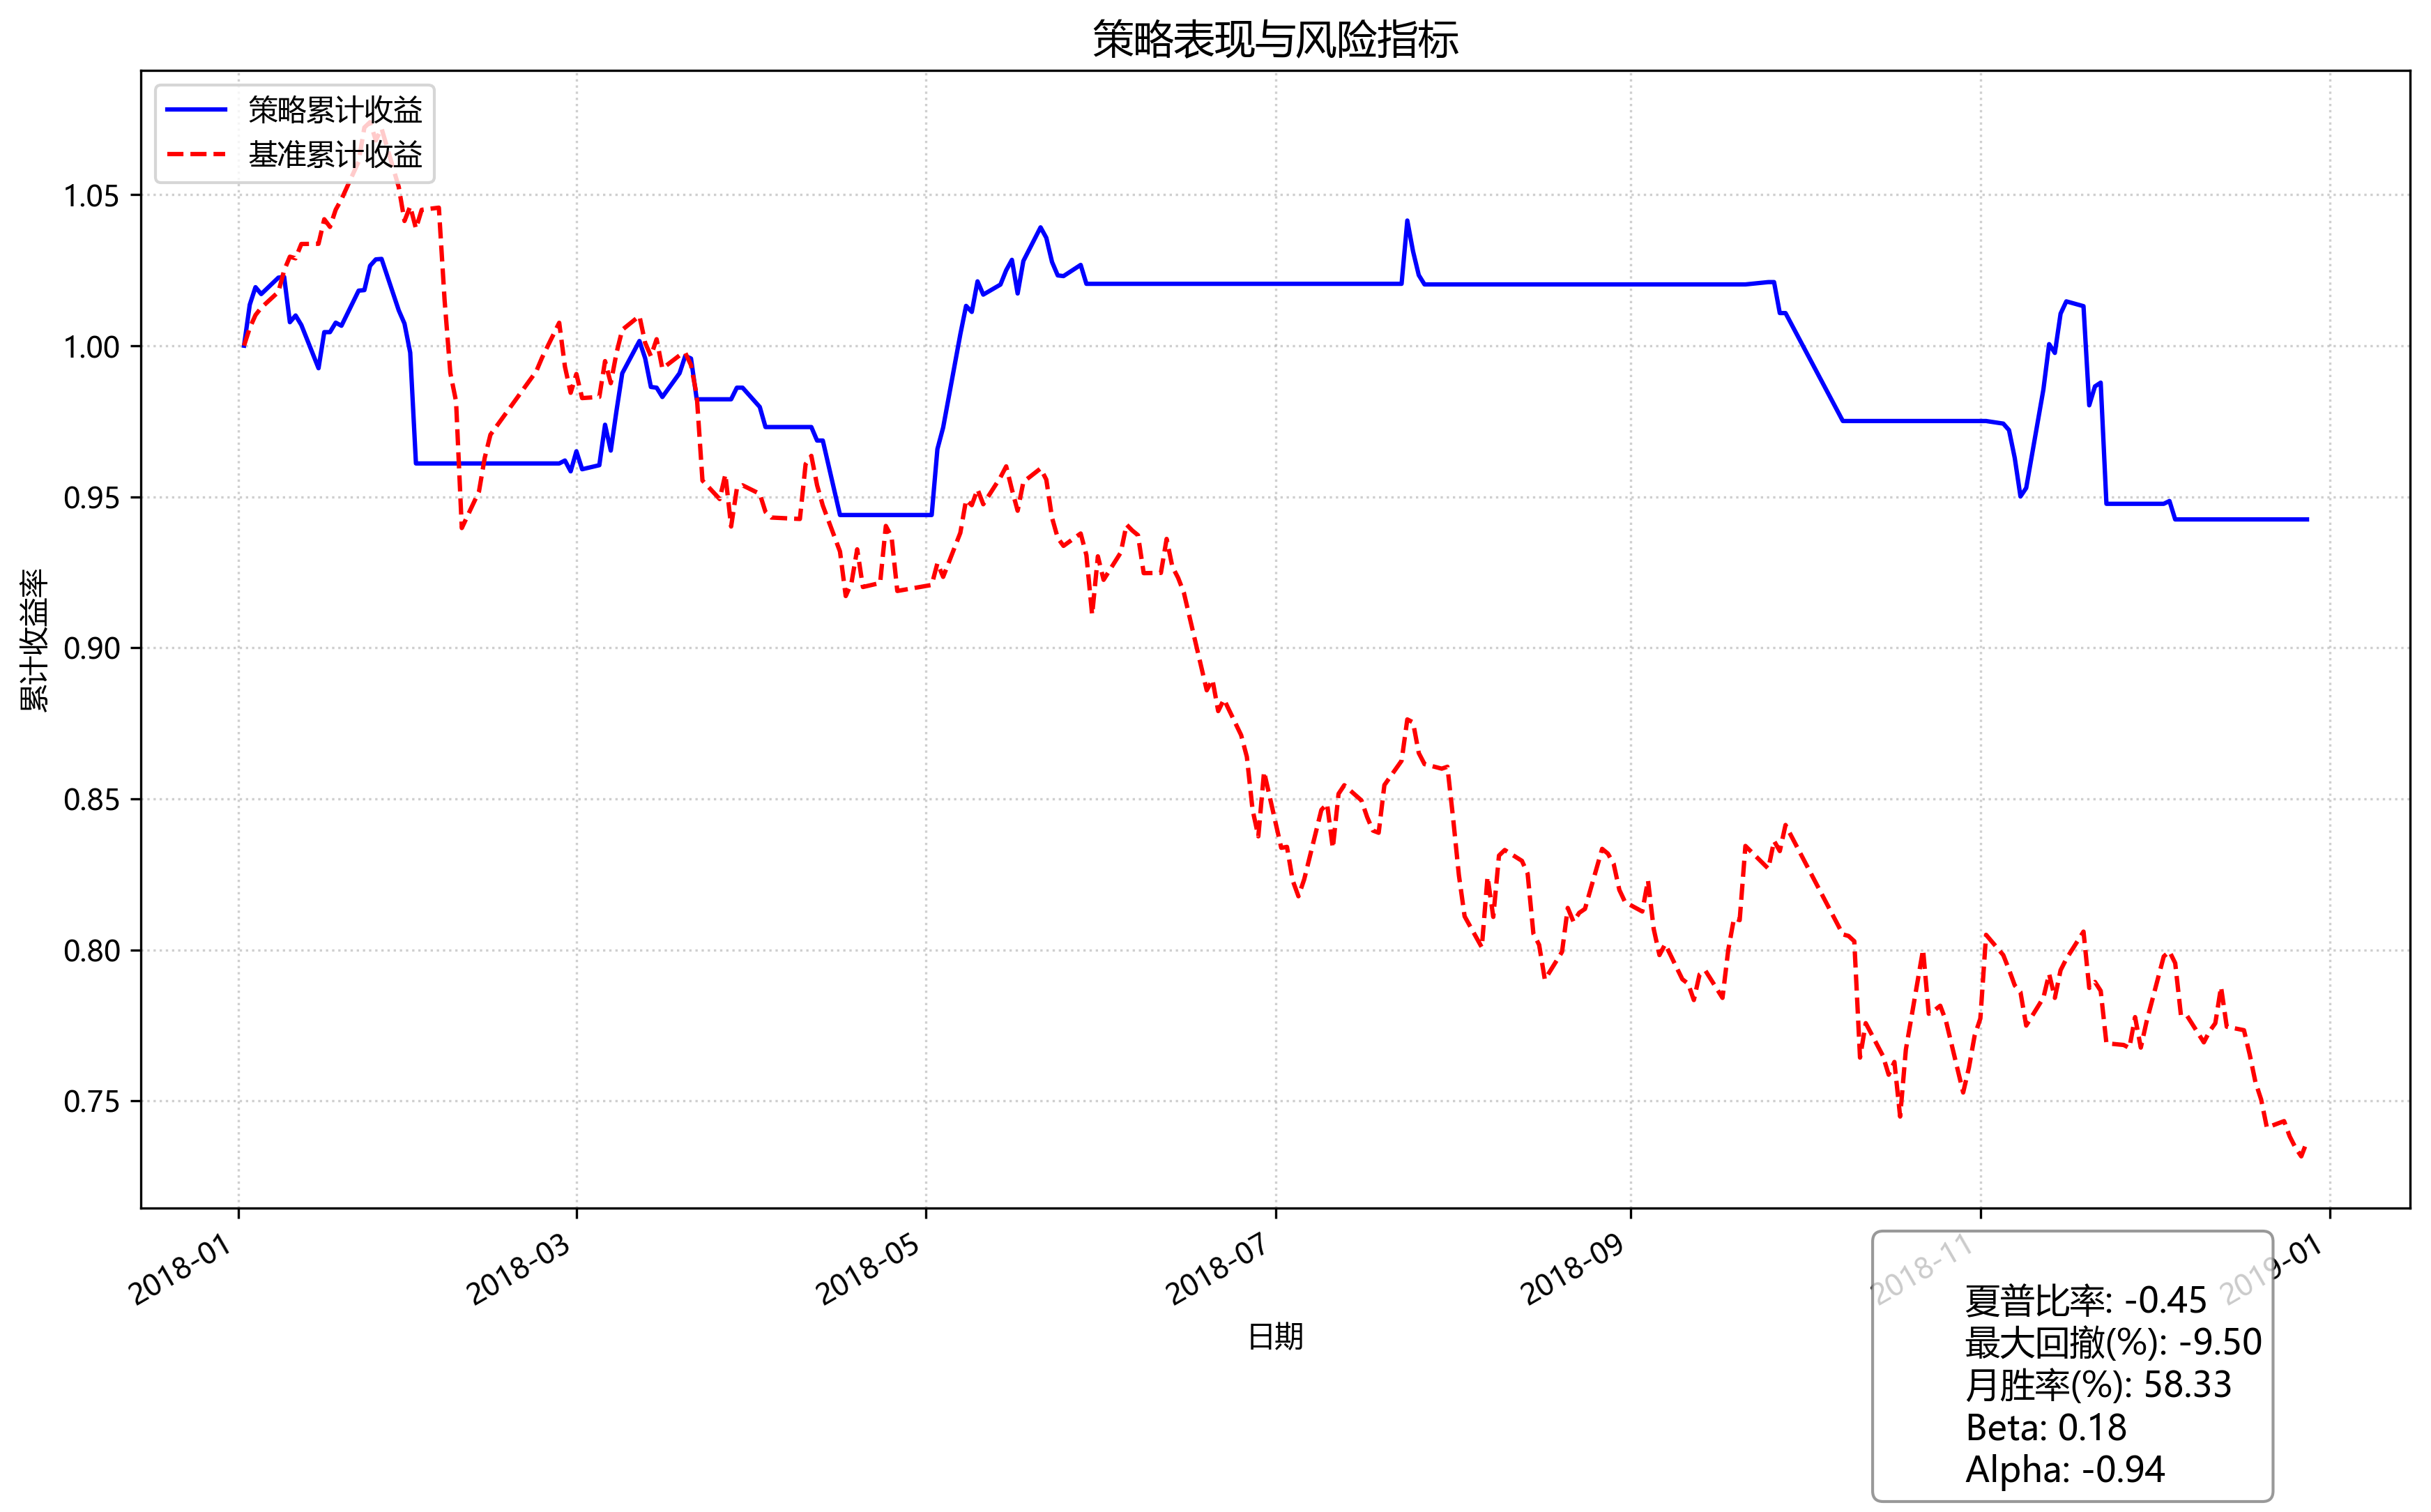 策略表现与风险指标
策略累计收益
基准累计收益
累计收益率
1.05
1.00
0.95
0.90
0.85
0.80
0.75
2018-01
2018-03
2018-05
2018-07
2018-09
2018-11
2019-01
日期
夏普比率: -0.45
最大回撤(%): -9.50
月胜率(%): 58.33
Beta: 0.18
Alpha: -0.94